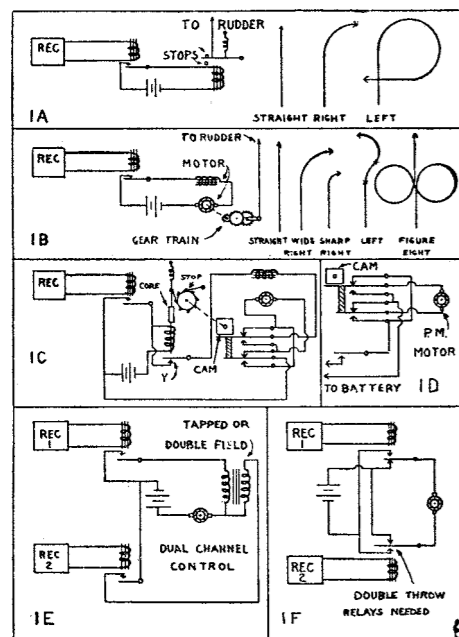 TO
RUDDER
REC
STOPS
1A
STRAIGHT RIGHT LEFT
TO RUDDER
REC
MOTOR
GEAR TRAIN
1B
STRAIGHT WIDE SHARP LEFT FIGURE
RIGHT RIGHT EIGHT
REC
CORE
STOP
Y
CAM
1C
CAM
P.M.
MOTOR
TO BATTERY
1D
REC
1
TAPPED OR
DOUBLE FIELD
REC
2
DUAL CHANNEL
CONTROL
1E
REC
1
REC
2
DOUBLE THROW
RELAYS NEEDED
1F